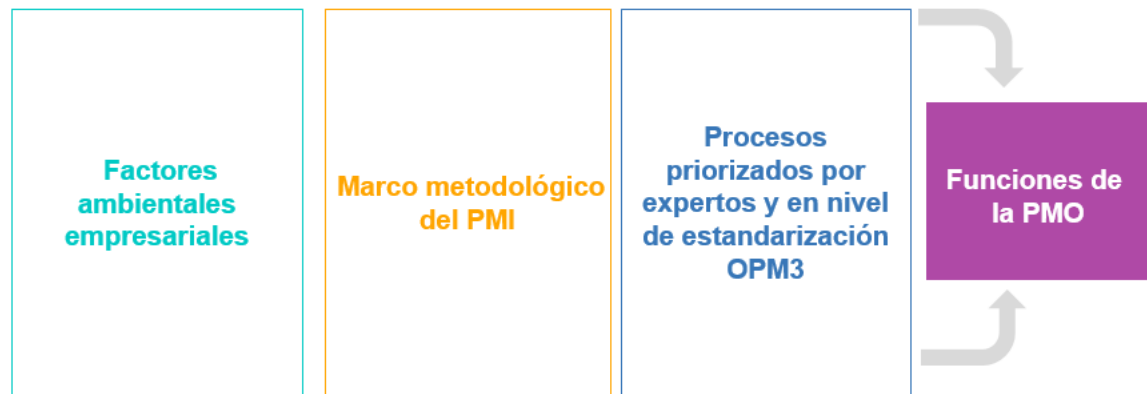 Factores
ambientales
empresariales
Marco metodológico
del PMI
Procesos
priorizados por
expertos y en nivel
de estandarización
OPM3
Funciones de
la PMO